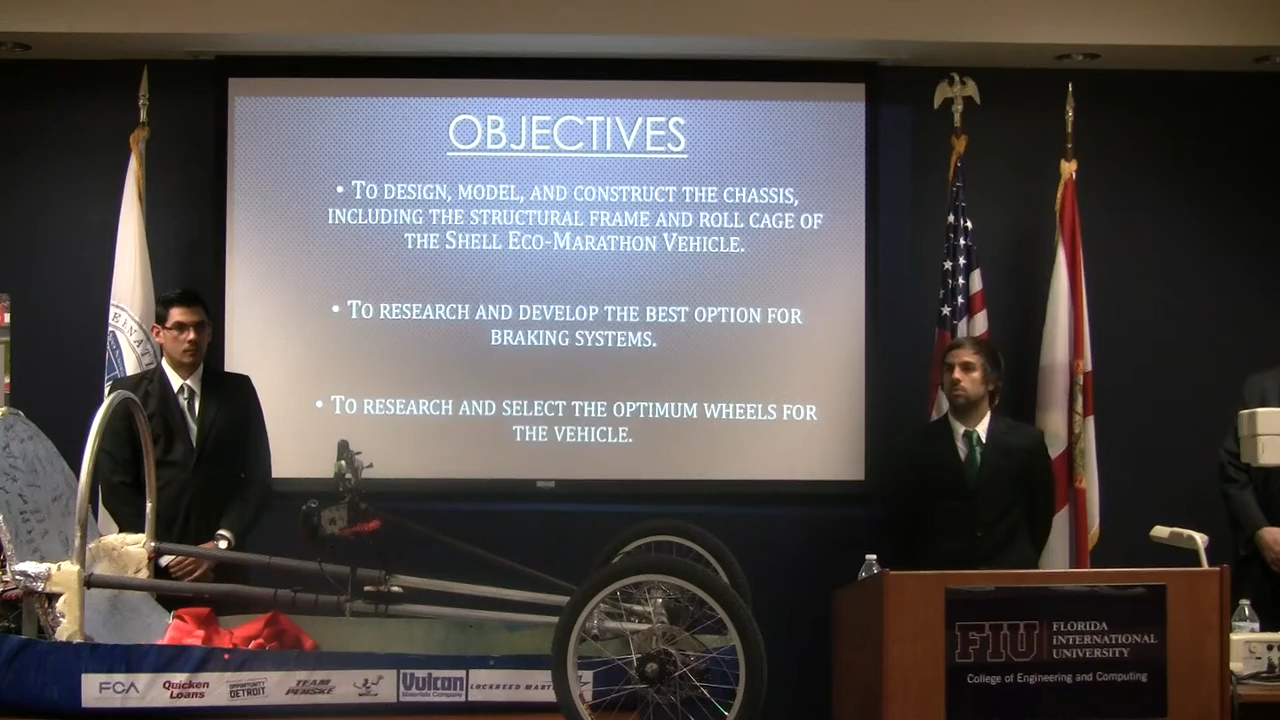 OBJECTIVES
• TO DESIGN, MODEL, AND CONSTRUCT THE CHASSIS,
INCLUDING THE STRUCTURAL FRAME AND ROLL CAGE OF
THE SHELL ECO-MARATHON VEHICLE.
• TO RESEARCH AND DEVELOP THE BEST OPTION FOR
BRAKING SYSTEMS.
• TO RESEARCH AND SELECT THE OPTIMUM WHEELS FOR
THE VEHICLE.
FIU
FLORIDA
INTERNATIONAL
UNIVERSITY
College of Engineering and Computing
FCA
Quicken
Loans
OPPORTUNITY
DETROIT
TEAM
PENSKE
Vulcan
Materials Company
LOCKHEED MART